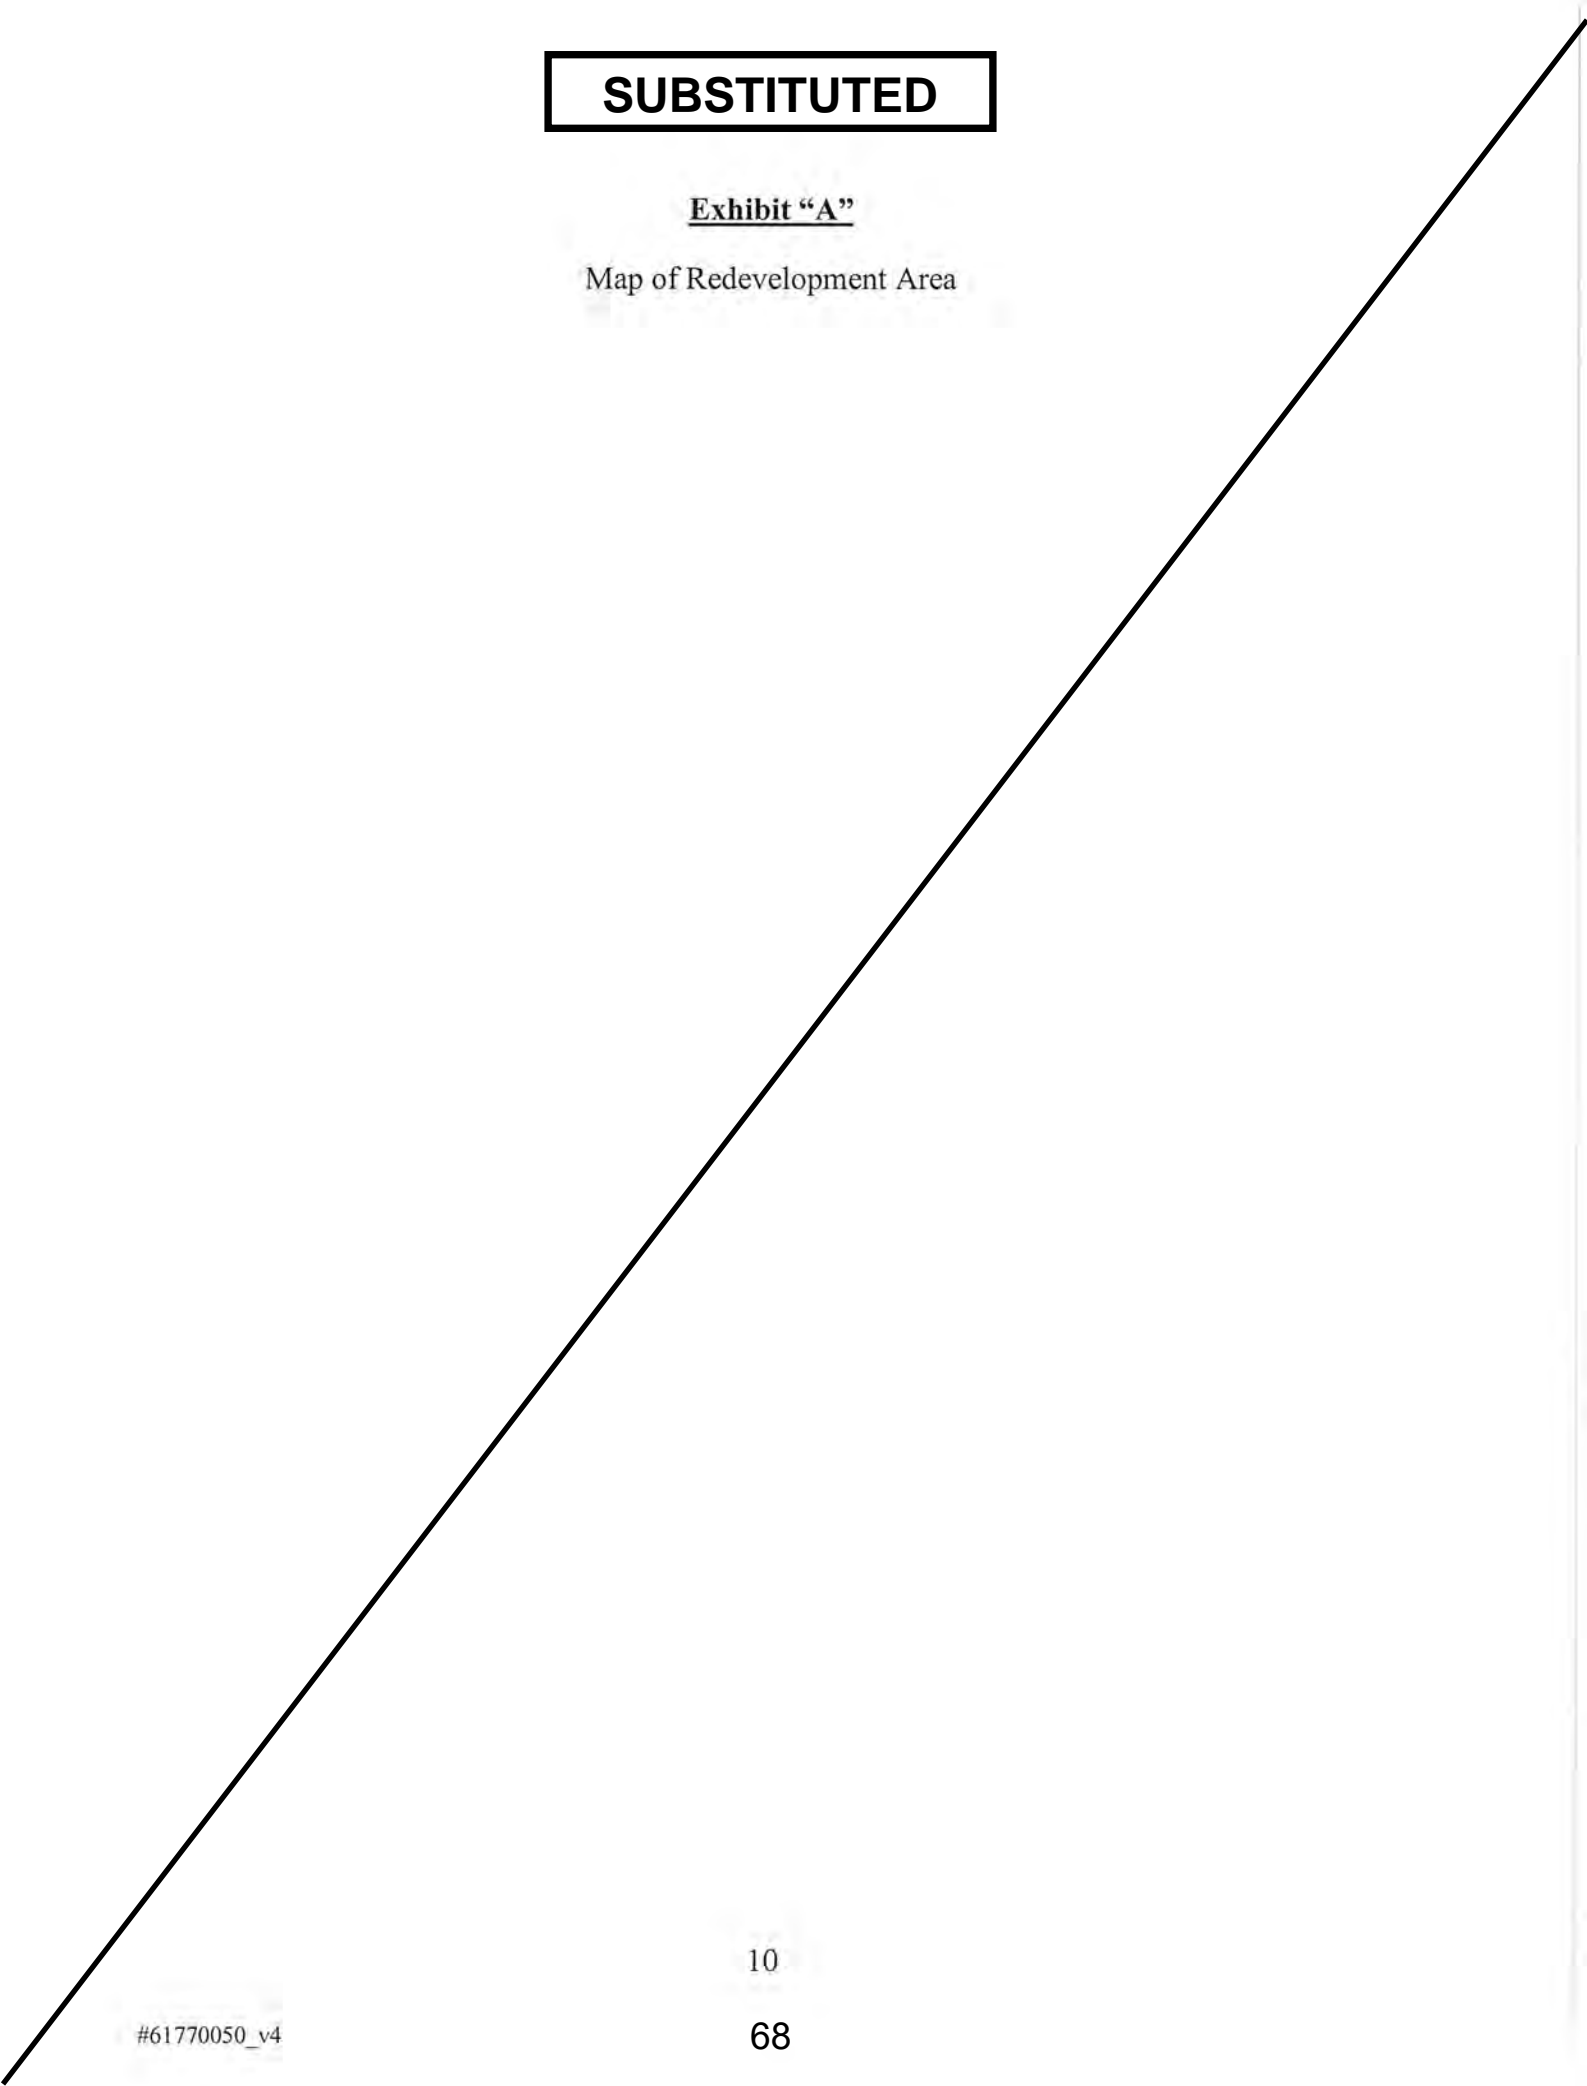 SUBSTITUTED
Exhibit “A”
Map of Redevelopment Area
10
#61770050_v4
68